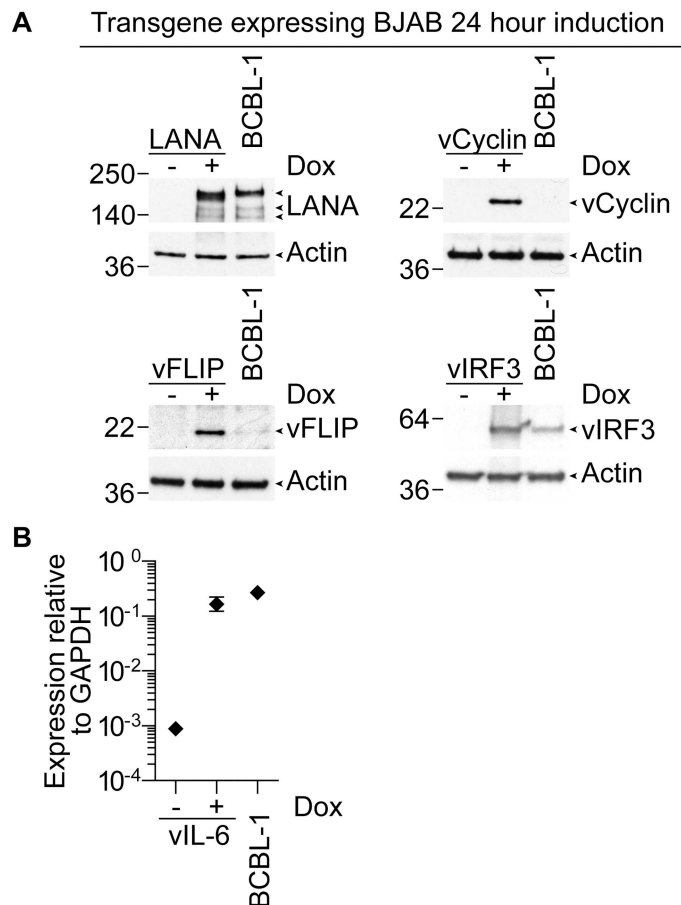 A Transgene expressing BJAB 24 hour induction
LANA BCBL-1
- + Dox
250
LANA
140
Actin
36
vCyclin BCBL-1
- + Dox
22
vCyclin
Actin
36
vFLIP BCBL-1
- + Dox
22
vFLIP
Actin
36
vIRF3 BCBL-1
- + Dox
64
vIRF3
Actin
36
B
Expression relative
to GAPDH
10^0
10^-1
10^-2
10^-3
10^-4
- + Dox
vIL-6 BCBL-1